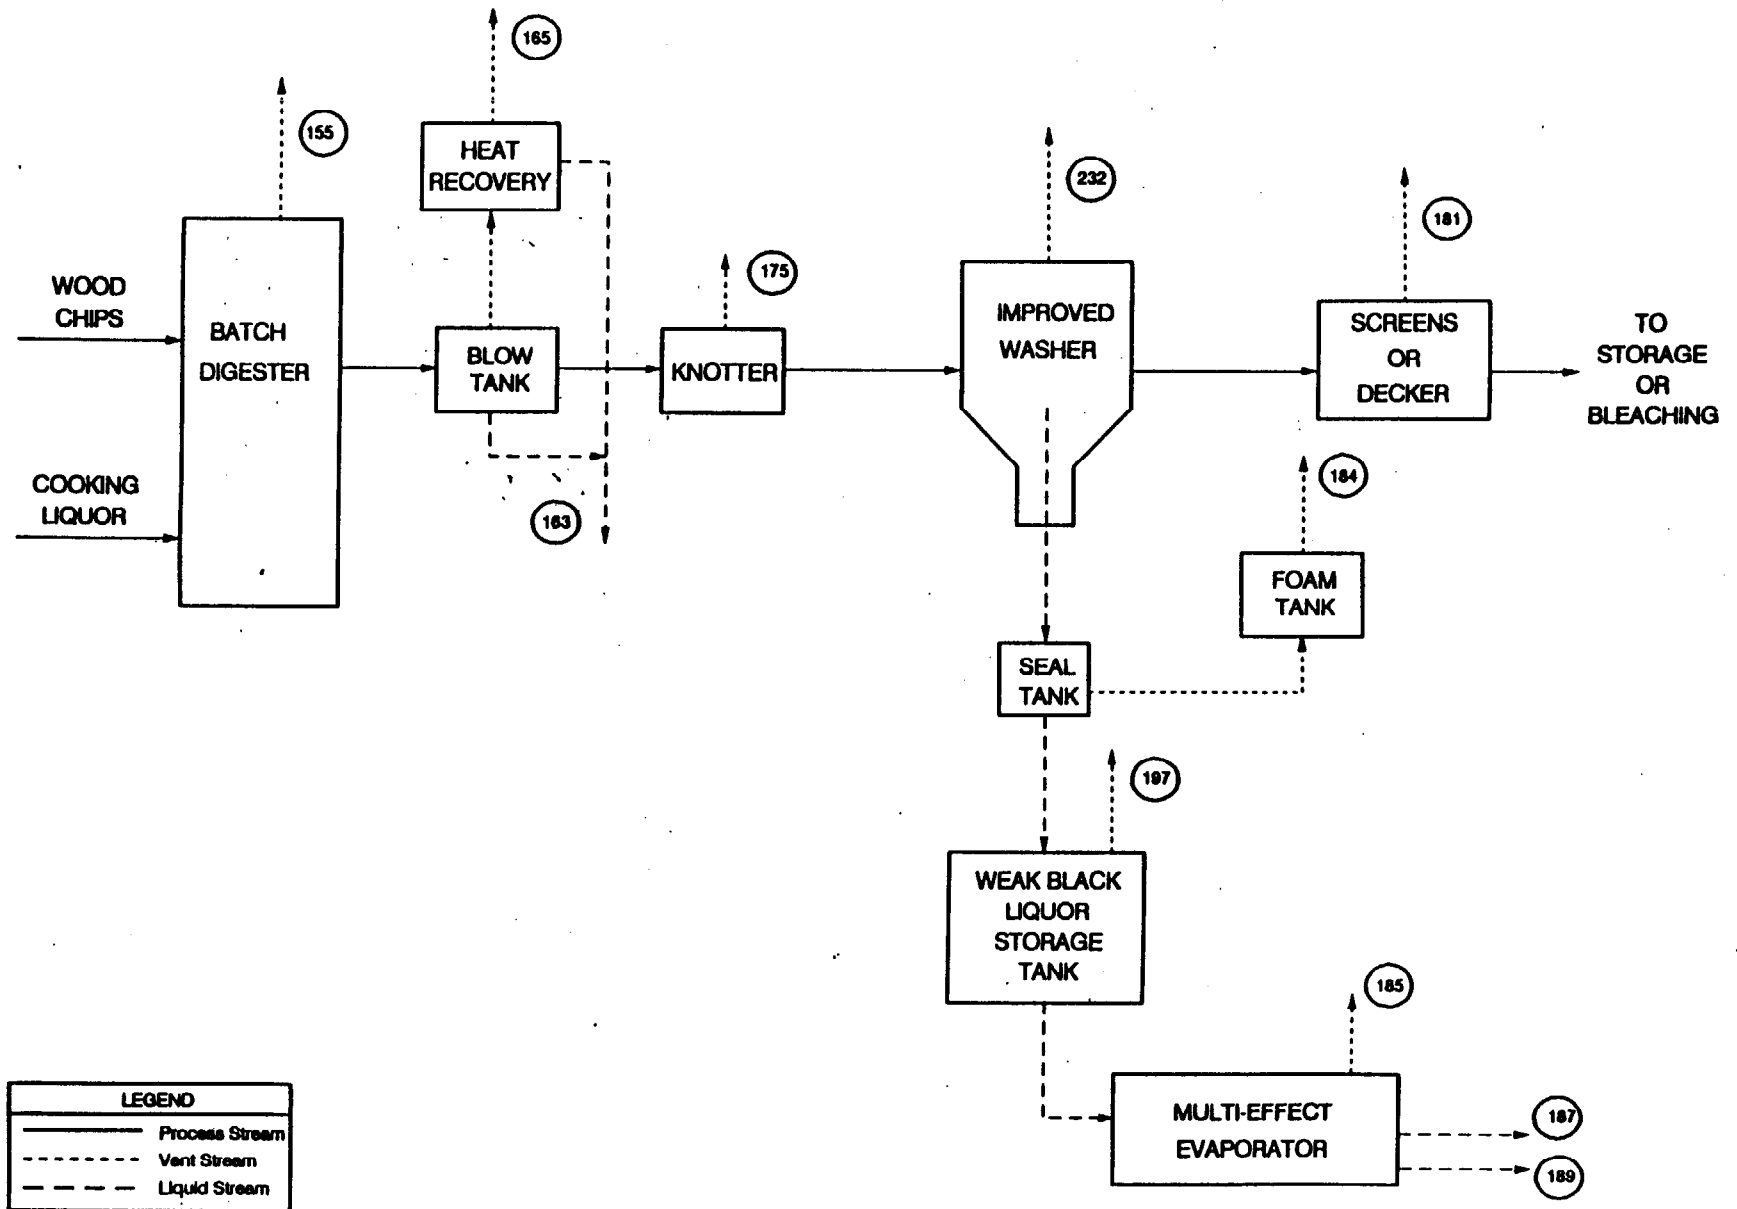 165
155
HEAT
RECOVERY
232
181
175
WOOD
CHIPS
BATCH
DIGESTER
BLOW
TANK
KNOTTER
IMPROVED
WASHER
SCREENS
OR
DECKER
TO
STORAGE
OR
BLEACHING
COOKING
LIQUOR
163
184
FOAM
TANK
SEAL
TANK
197
WEAK BLACK
LIQUOR
STORAGE
TANK
185
MULTI-EFFECT
EVAPORATOR
187
189
LEGEND
Process Stream
Vent Stream
Liquid Stream